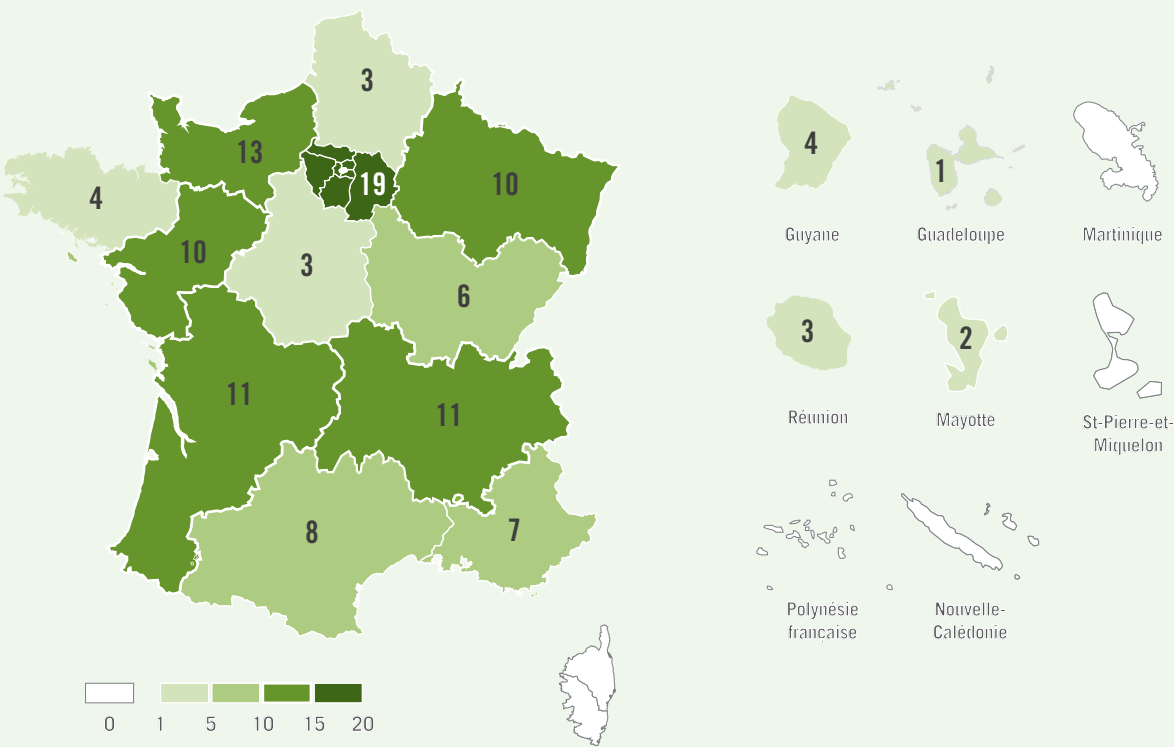 3
13
19
10
4
10
3
6
11
11
8
7
4
1
Guyane
Guadeloupe
Martinique
3
2
Réunion
Mayotte
St-Pierre-et-
Miquelon
Polynésie
française
Nouvelle-
Calédonie
0 1 5 10 15 20